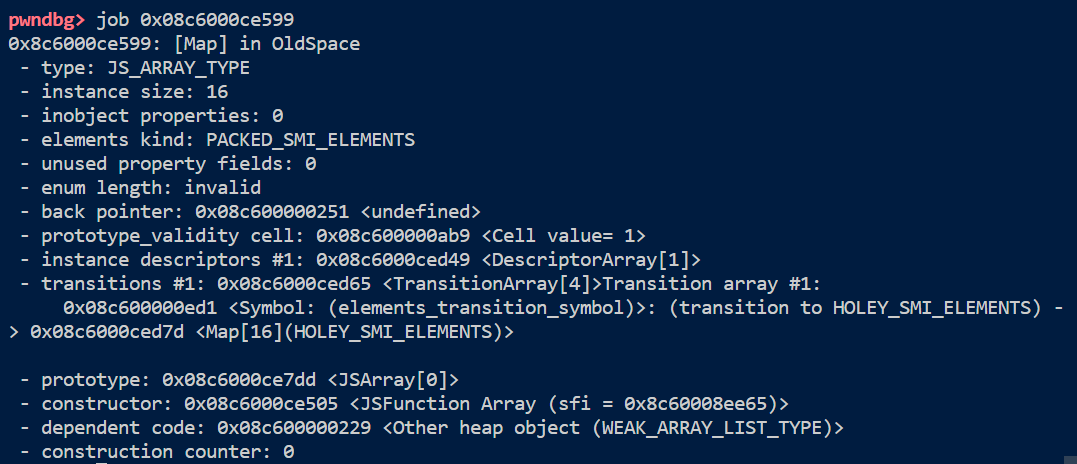 pwndbg> job 0x08c6000ce599
0x8c6000ce599: [Map] in OldSpace
 - type: JS_ARRAY_TYPE
 - instance size: 16
 - inobject properties: 0
 - elements kind: PACKED_SMI_ELEMENTS
 - unused property fields: 0
 - enum length: invalid
 - back pointer: 0x08c600000251 <undefined>
 - prototype_validity cell: 0x08c600000ab9 <Cell value= 1>
 - instance descriptors #1: 0x08c6000ced49 <DescriptorArray[1]>
 - transitions #1: 0x08c6000ced65 <TransitionArray[4]>Transition array #1:
     0x08c600000ed1 <Symbol: (elements_transition_symbol)>: (transition to HOLEY_SMI_ELEMENTS) -
> 0x08c6000ced7d <Map[16](HOLEY_SMI_ELEMENTS)>

 - prototype: 0x08c6000ce7dd <JSArray[0]>
 - constructor: 0x08c6000ce505 <JSFunction Array (sfi = 0x8c60008ee65)>
 - dependent code: 0x08c600000229 <Other heap object (WEAK_ARRAY_LIST_TYPE)>
 - construction counter: 0